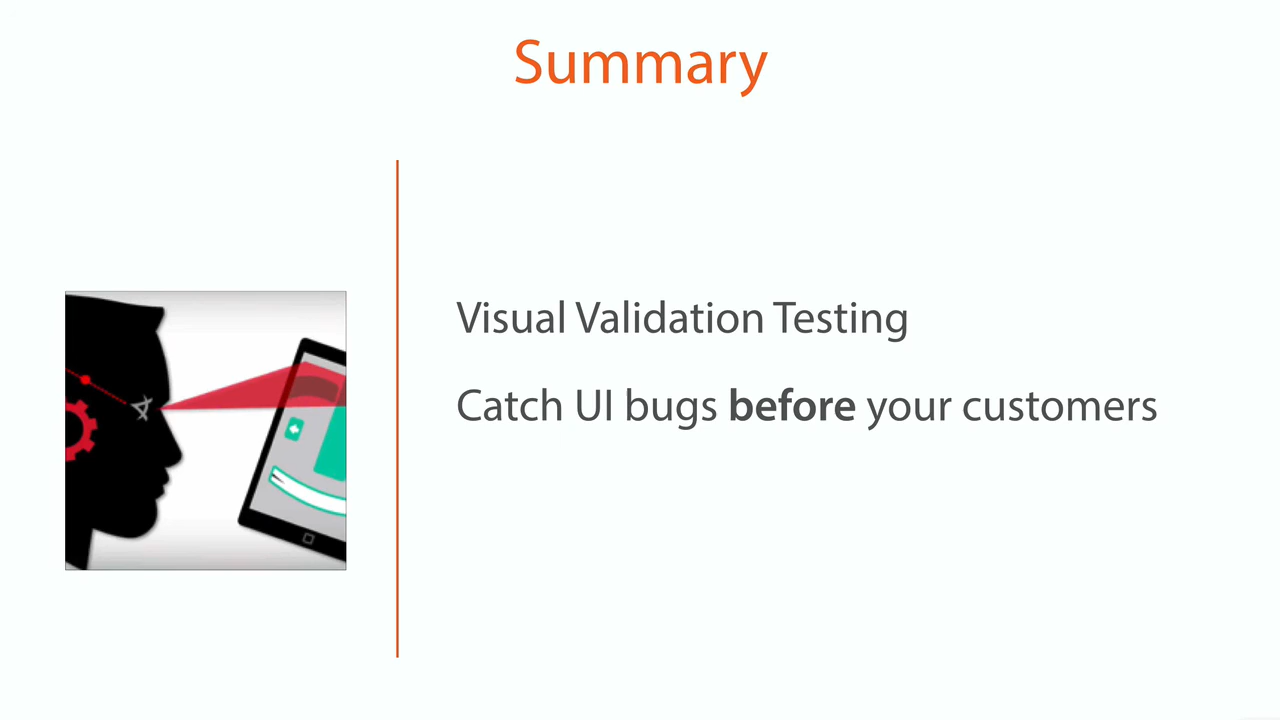 Summary
Visual Validation Testing
Catch UI bugs before your customers